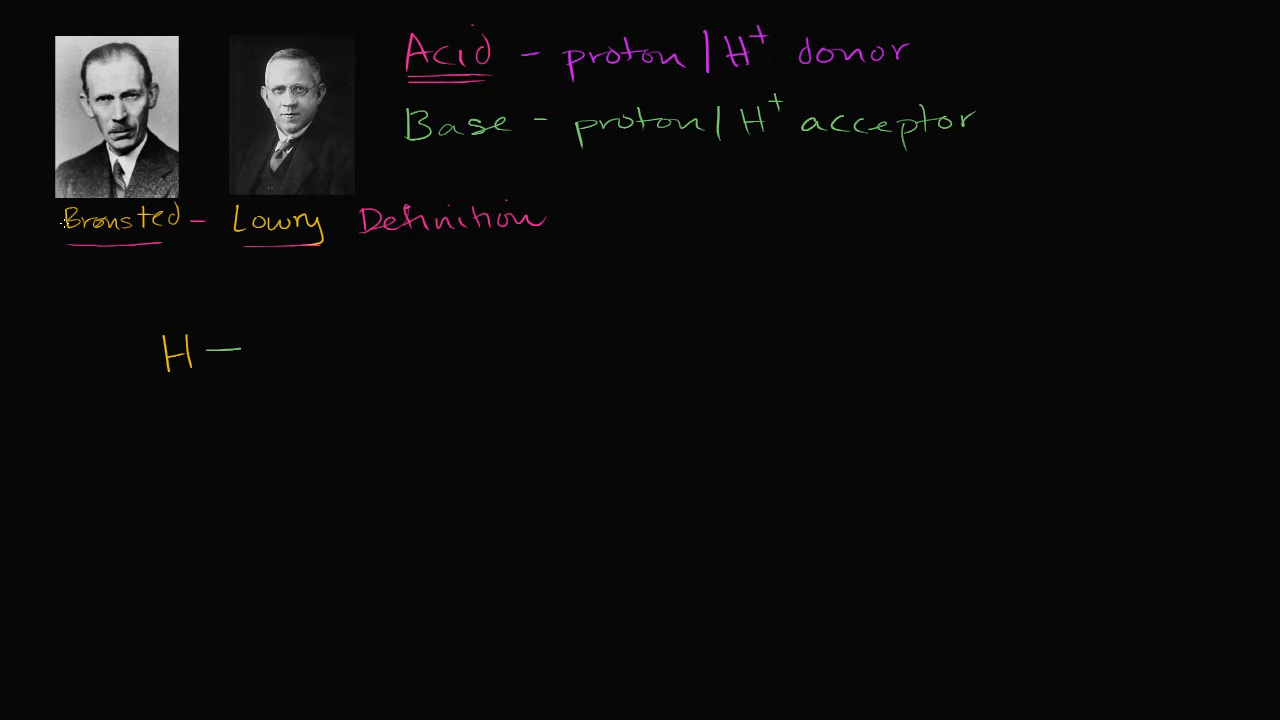 Acid - proton / H⁺ donor
Base - proton / H⁺ acceptor
Bronsted - Lowry Definition
H —